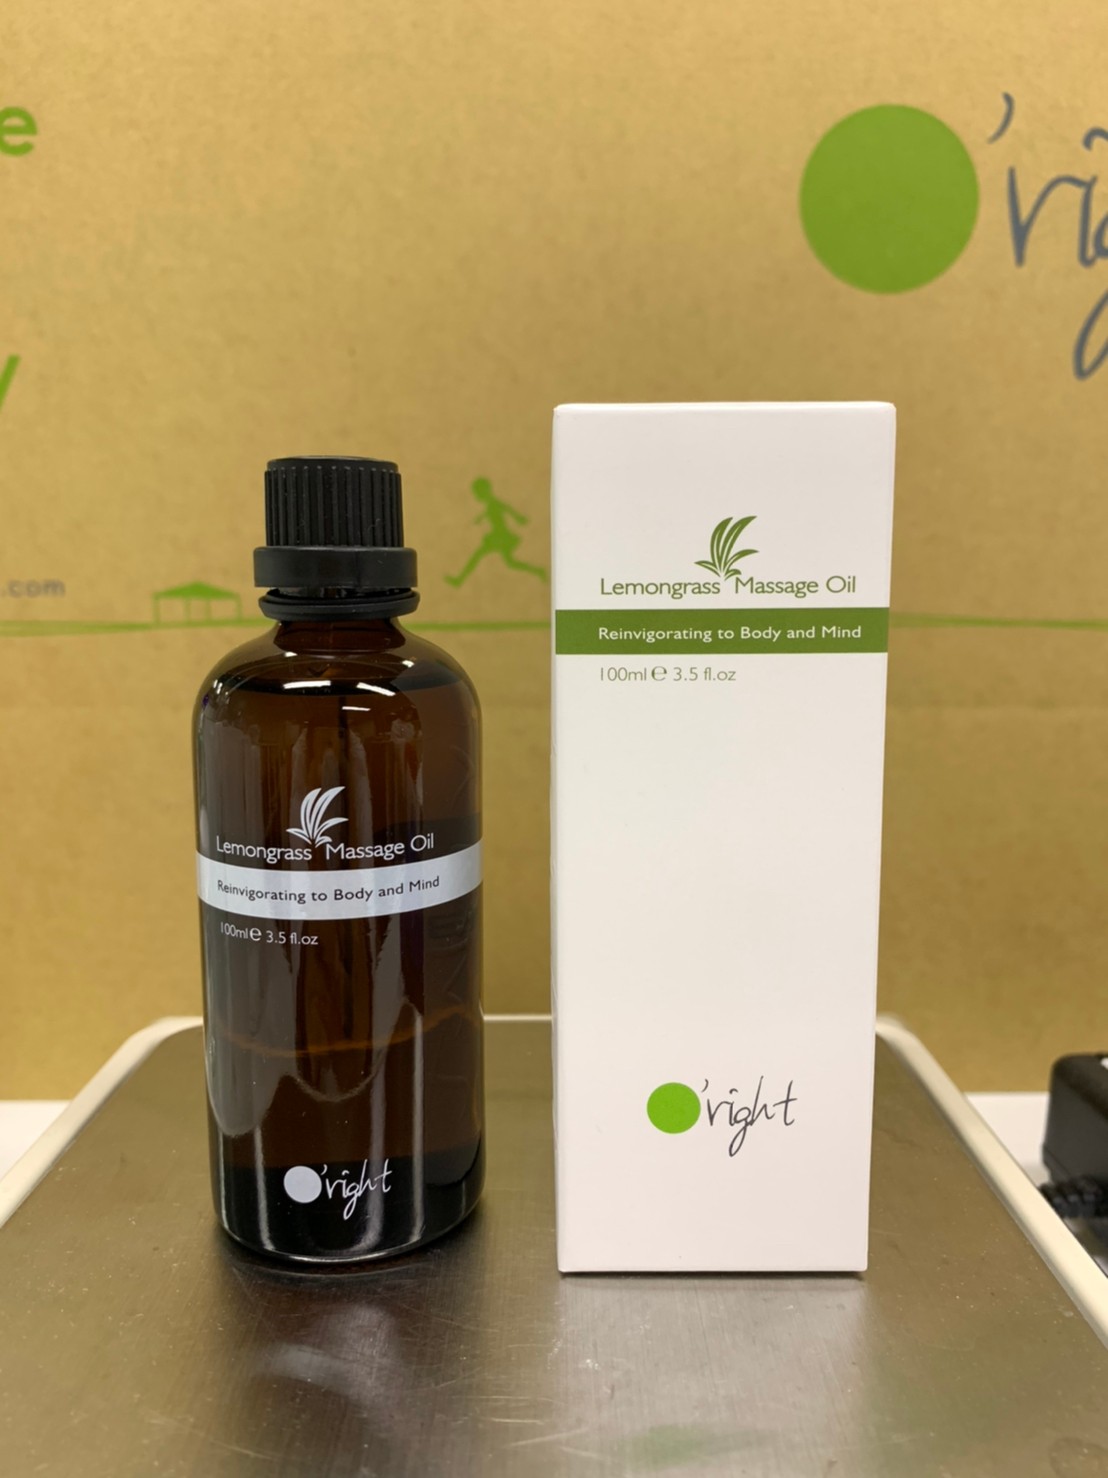 e
'rig
y
.com
Lemongrass Massage Oil
Reinvigorating to Body and Mind
100ml ℮ 3.5 fl.oz
O'right
Lemongrass Massage Oil
Reinvigorating to Body and Mind
100ml ℮ 3.5 fl.oz
O'right